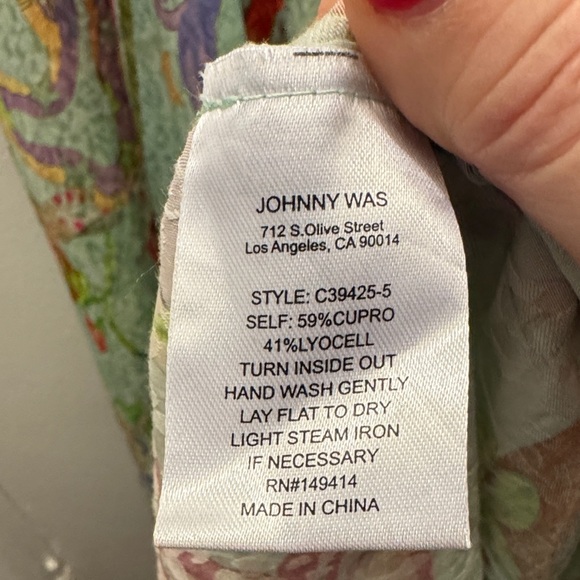 JOHNNY WAS
712 S.Olive Street
Los Angeles, CA 90014
STYLE: C39425-5
SELF: 59%CUPRO
41%LYOCELL
TURN INSIDE OUT
HAND WASH GENTLY
LAY FLAT TO DRY
LIGHT STEAM IRON
IF NECESSARY
RN#149414
MADE IN CHINA